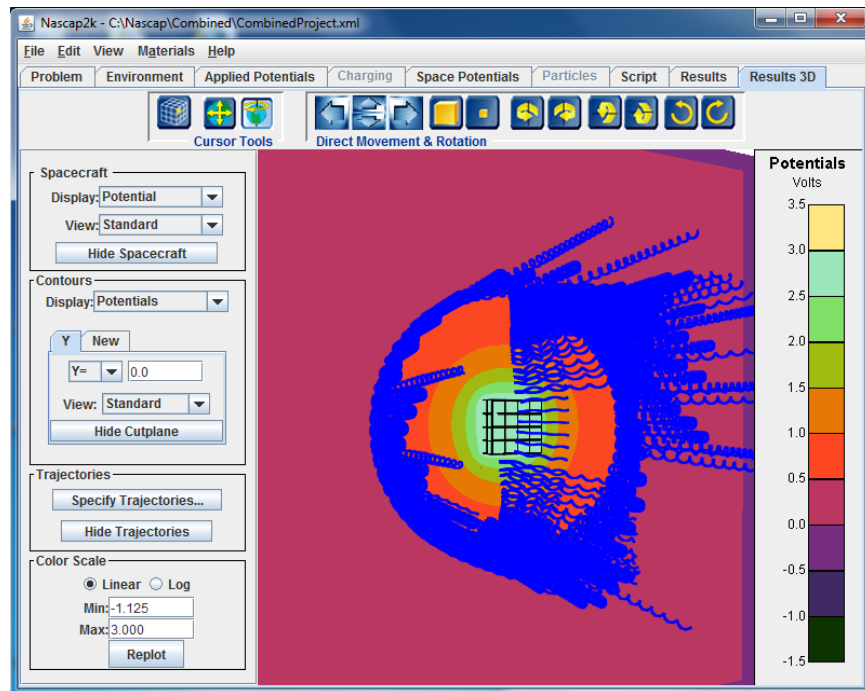 Nascap2k - C:\Nascap\Combined\CombinedProject.xml
File Edit View Materials Help
Problem Environment Applied Potentials Charging Space Potentials Particles Script Results Results 3D
Cursor Tools Direct Movement & Rotation
Spacecraft
Display: Potential
View: Standard
Hide Spacecraft
Contours
Display: Potentials
Y New
Y= 0.0
View: Standard
Hide Cutplane
Trajectories
Specify Trajectories...
Hide Trajectories
Color Scale
Linear Log
Min: -1.125
Max: 3.000
Replot
Potentials
Volts
3.5
3.0
2.5
2.0
1.5
1.0
0.5
0.0
-0.5
-1.0
-1.5